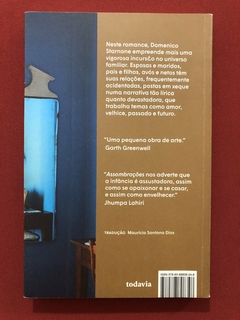 Neste romance, Domenico
Starnone empreende mais uma
vigorosa incursão no universo
familiar. Esposas e maridos,
pais e filhos, avós e netos têm
suas relações, frequentemente
acidentadas, postas em xeque
numa narrativa tão lírica
quanto devastadora, que
trabalha temas como amor,
velhice, passado e futuro.
"Uma pequena obra de arte."
Garth Greenwell
"Assombrações nos adverte que
a infância é assustadora, assim
como se apaixonar e se casar,
e assim como envelhecer."
Jhumpa Lahiri
TRADUÇÃO Maurício Santana Dias
todavia